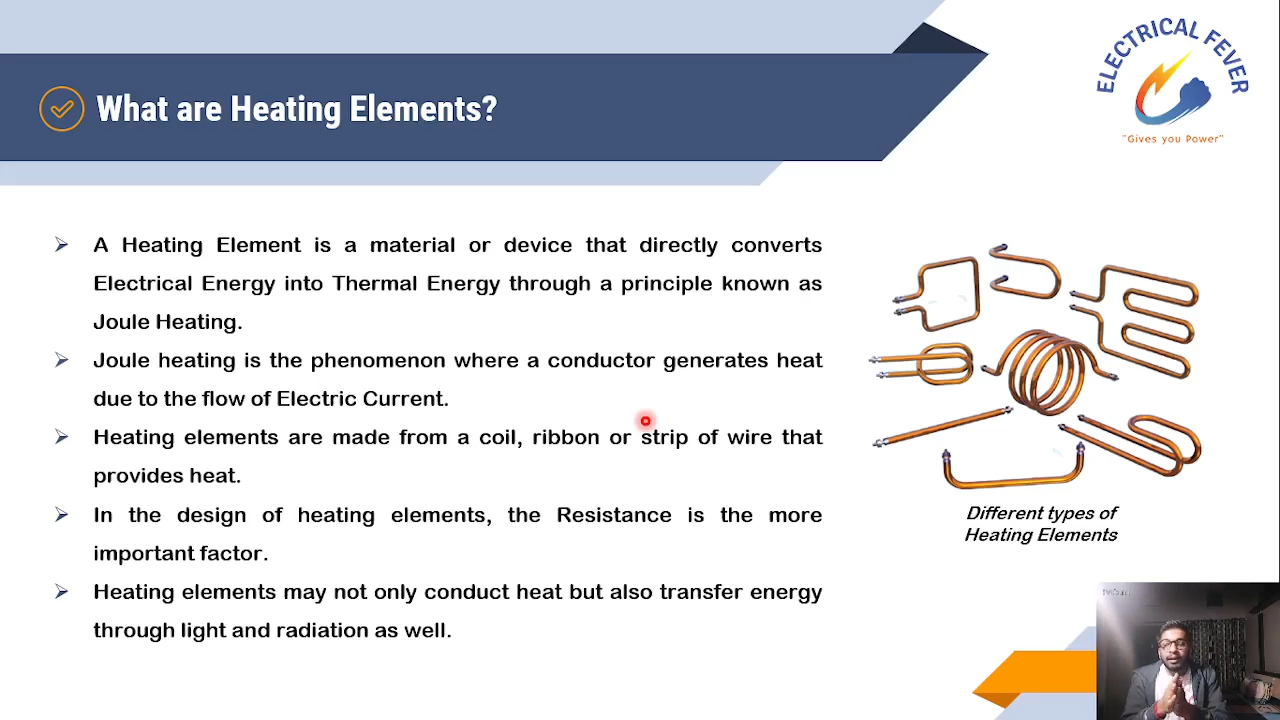 What are Heating Elements?
ELECTRICAL FEVER
"Gives you Power"
A Heating Element is a material or device that directly converts
Electrical Energy into Thermal Energy through a principle known as
Joule Heating.
Joule heating is the phenomenon where a conductor generates heat
due to the flow of Electric Current.
Heating elements are made from a coil, ribbon or strip of wire that
provides heat.
In the design of heating elements, the Resistance is the more
important factor.
Heating elements may not only conduct heat but also transfer energy
through light and radiation as well.
Different types of
Heating Elements